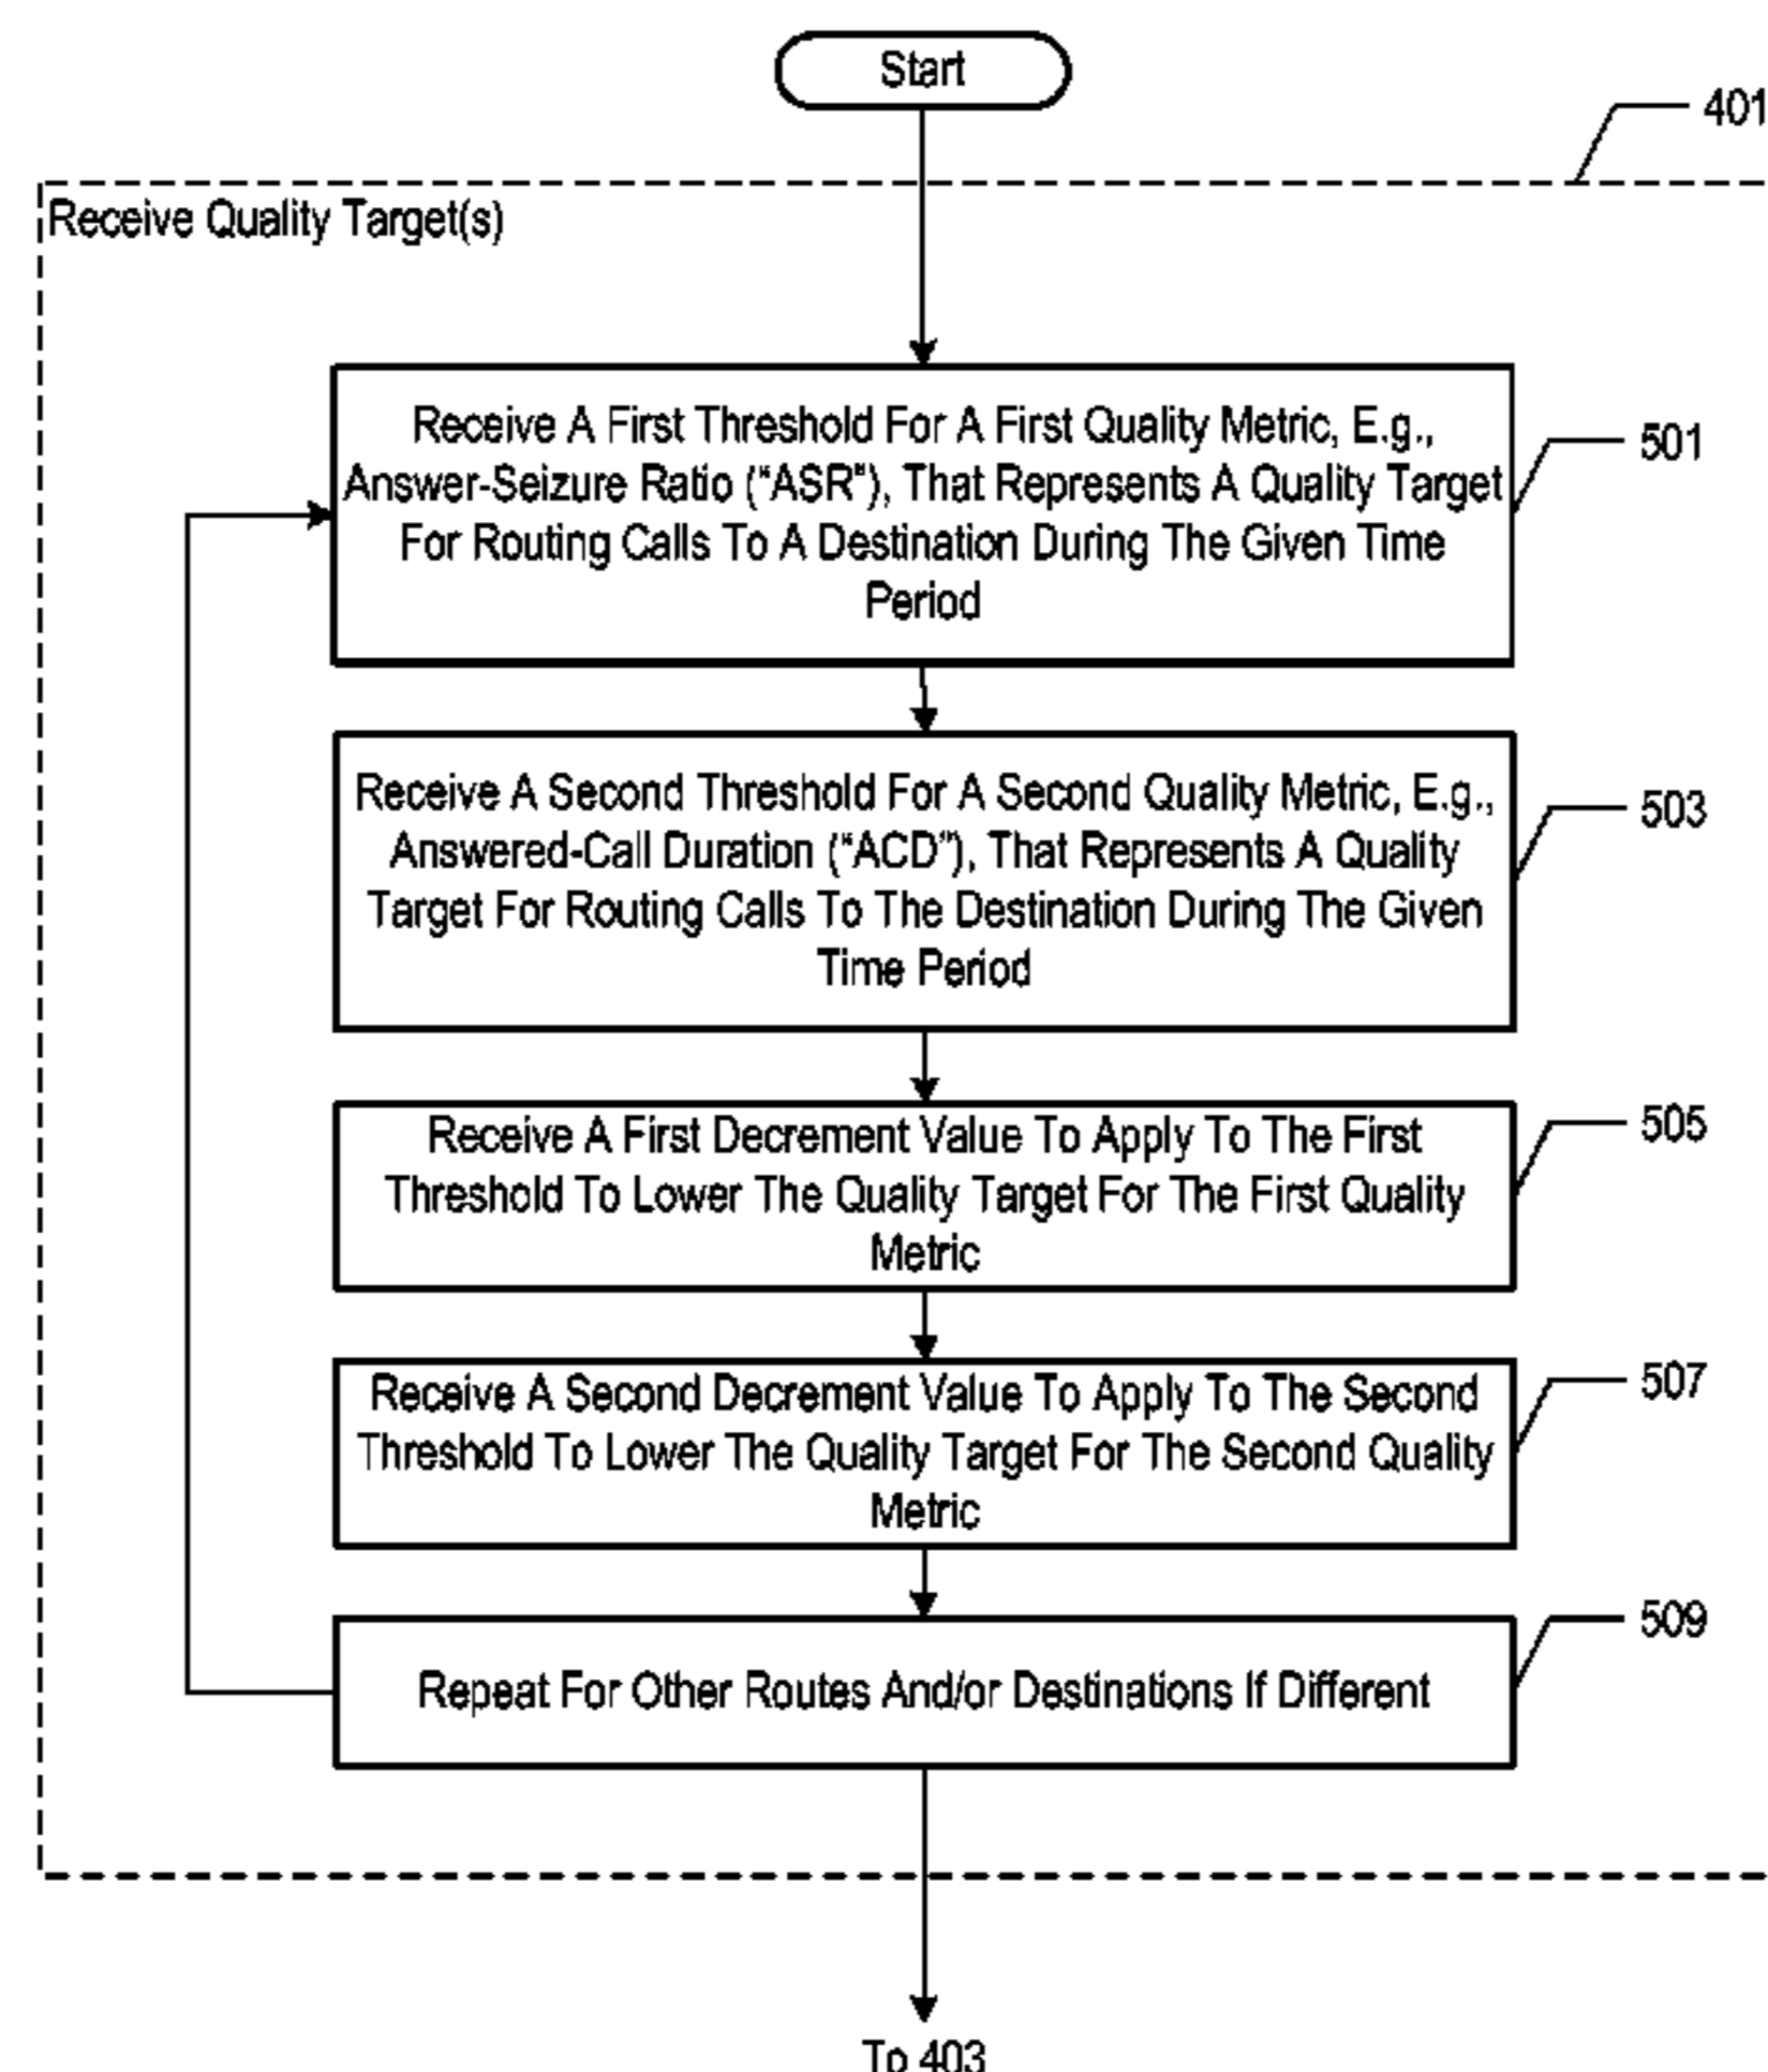 Start
401
Receive Quality Target(s)
Receive A First Threshold For A First Quality Metric, E.g.,
Answer-Seizure Ratio ("ASR"), That Represents A Quality Target
For Routing Calls To A Destination During The Given Time
Period
501
Receive A Second Threshold For A Second Quality Metric, E.g.,
Answered-Call Duration ("ACD"), That Represents A Quality
Target For Routing Calls To The Destination During The Given
Time Period
503
Receive A First Decrement Value To Apply To The First
Threshold To Lower The Quality Target For The First Quality
Metric
505
Receive A Second Decrement Value To Apply To The Second
Threshold To Lower The Quality Target For The Second Quality
Metric
507
Repeat For Other Routes And/or Destinations If Different
509
To 403